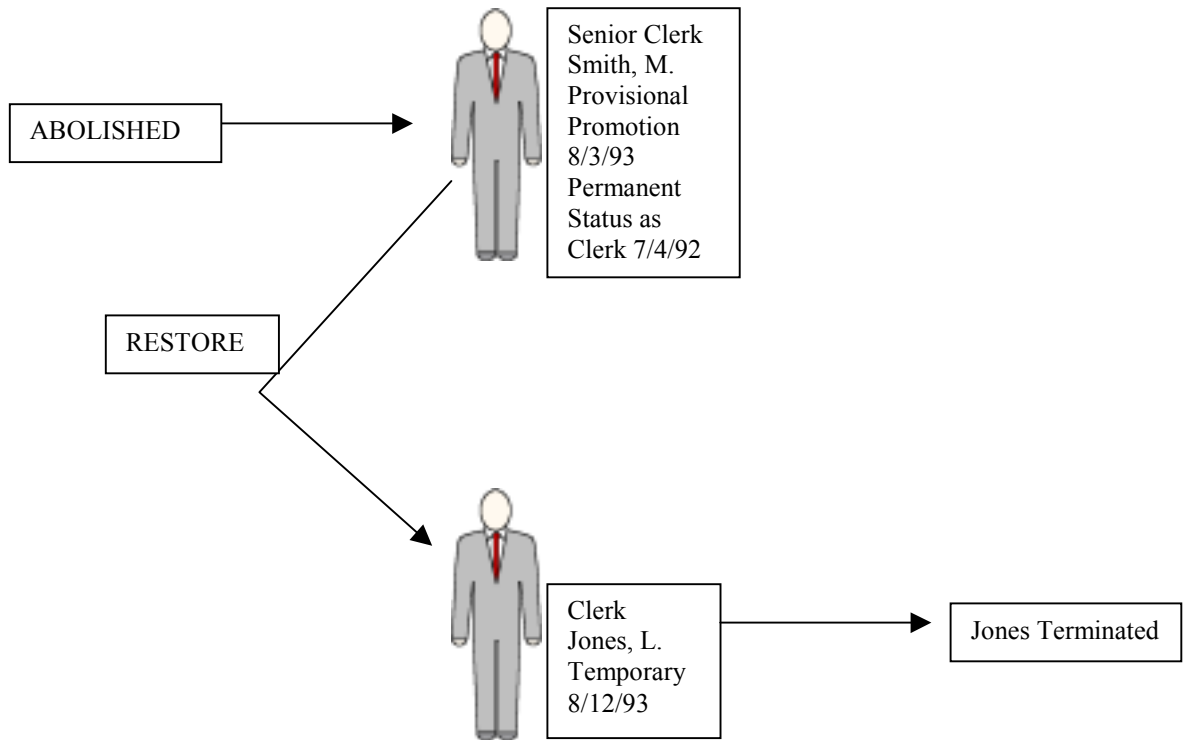 Senior Clerk
Smith, M.
Provisional
Promotion
8/3/93
Permanent
Status as
Clerk 7/4/92
ABOLISHED
RESTORE
Clerk
Jones, L.
Temporary
8/12/93
Jones Terminated